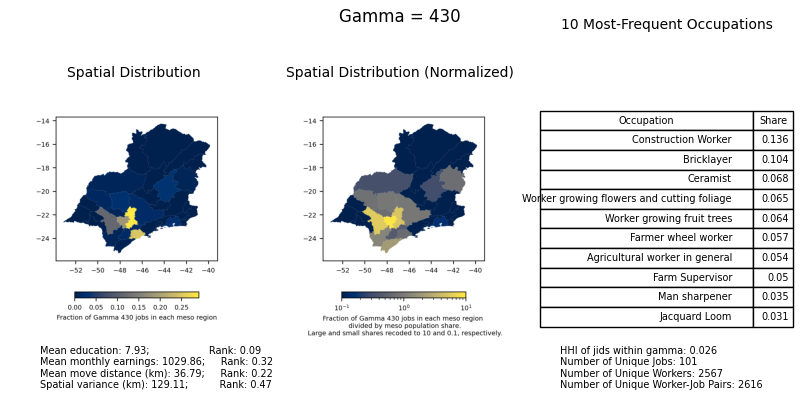 Gamma = 430
10 Most-Frequent Occupations
Spatial Distribution
Spatial Distribution (Normalized)
−14
−16
−18
−20
−22
−24
−52 −50 −48 −46 −44 −42 −40
0.00 0.05 0.10 0.15 0.20 0.25
Fraction of Gamma 430 jobs in each meso region
−14
−16
−18
−20
−22
−24
−52 −50 −48 −46 −44 −42 −40
10⁻¹ 10⁰ 10¹
Fraction of Gamma 430 Jobs in each meso region
divided by meso population share.
Large and small shares recoded to 10 and 0.1, respectively.
Occupation Share
Construction Worker 0.136
Bricklayer 0.104
Ceramist 0.068
Worker growing flowers and cutting foliage 0.065
Worker growing fruit trees 0.064
Farmer wheel worker 0.057
Agricultural worker in general 0.054
Farm Supervisor 0.05
Man sharpener 0.035
Jacquard Loom 0.031
Mean education: 7.93; Rank: 0.09
Mean monthly earnings: 1029.86; Rank: 0.32
Mean move distance (km): 36.79; Rank: 0.22
Spatial variance (km): 129.11; Rank: 0.47
HHI of jids within gamma: 0.026
Number of Unique Jobs: 101
Number of Unique Workers: 2567
Number of Unique Worker-Job Pairs: 2616